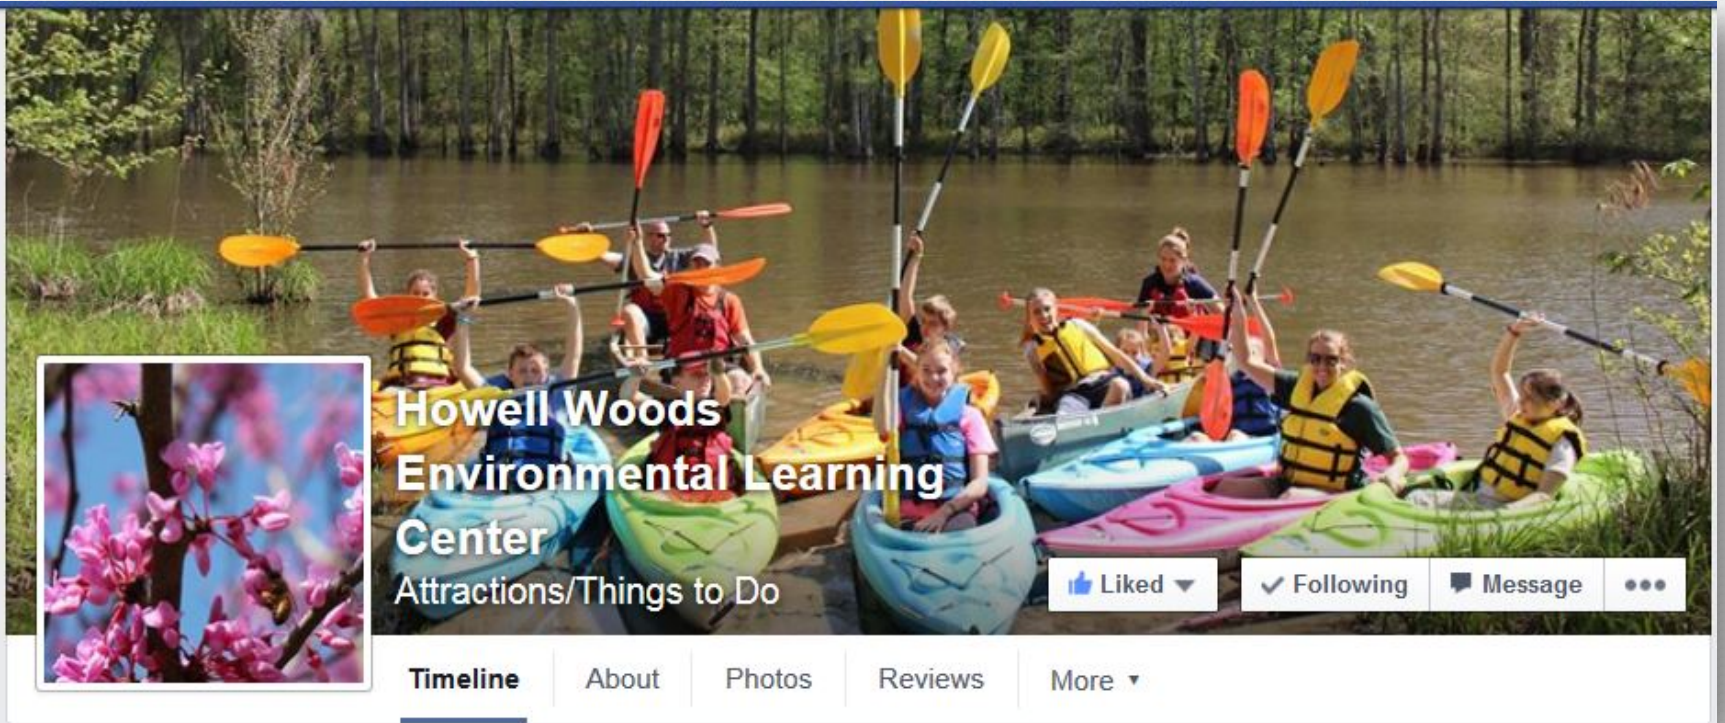 Howell Woods
Environmental Learning
Center
Attractions/Things to Do
Liked
Following
Message
Timeline
About
Photos
Reviews
More